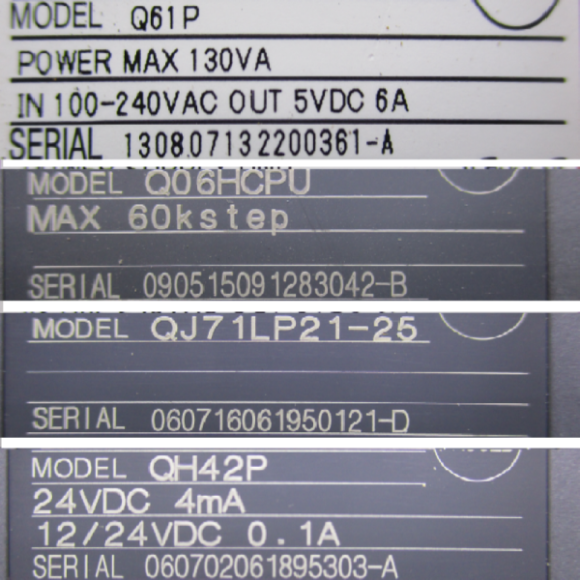 MODEL Q61P
POWER MAX 130VA
IN 100-240VAC OUT 5VDC 6A
SERIAL 130807132200361-A
MODEL Q06HCPU
MAX 60kstep
SERIAL 090515091283042-B
MODEL QJ71LP21-25
SERIAL 060716061950121-D
MODEL QH42P
24VDC 4mA
12/24VDC 0.1A
SERIAL 060702061895303-A